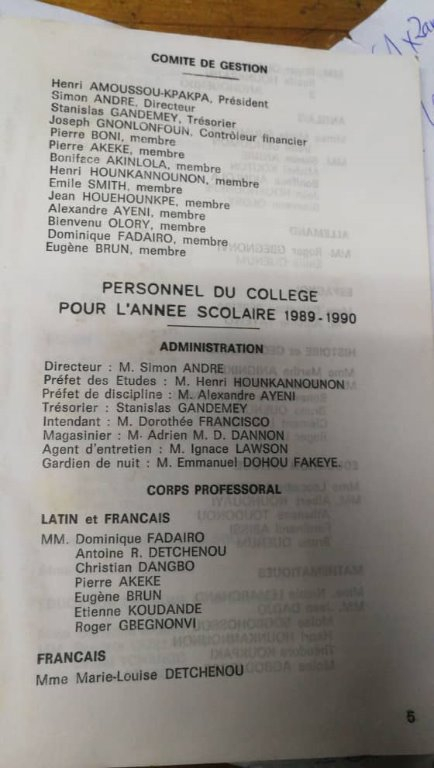 COMITE DE GESTION
Henri AMOUSSOU-KPAKPA, Président
Simon ANDRE, Directeur
Stanislas GANDEMEY, Trésorier
Joseph GNONLONFOUN, Contrôleur financier
Pierre BONI, membre
Pierre AKEKE, membre
Boniface AKINLOLA, membre
Henri HOUNKANNOUNON, membre
Emile SMITH, membre
Jean HOUEHOUNKPE, membre
Alexandre AYENI, membre
Bienvenu OLORY, membre
Dominique FADAIRO, membre
Eugène BRUN, membre
PERSONNEL DU COLLEGE
POUR L'ANNEE SCOLAIRE 1989-1990
ADMINISTRATION
Directeur : M. Simon ANDRE
Préfet des Etudes : M. Henri HOUNKANNOUNON
Préfet de discipline : M. Alexandre AYENI
Trésorier : Stanislas GANDEMEY
Intendant : M. Dorothée FRANCISCO
Magasinier : M. Adrien M. D. DANNON
Agent d'entretien : M. Ignace LAWSON
Gardien de nuit : M. Emmanuel DOHOU FAKEYE.
CORPS PROFESSORAL
LATIN et FRANCAIS
MM. Dominique FADAIRO
Antoine R. DETCHENOU
Christian DANGBO
Pierre AKEKE
Eugène BRUN
Etienne KOUDANDE
Roger GBEGNONVI
FRANCAIS
Mme Marie-Louise DETCHENOU
5